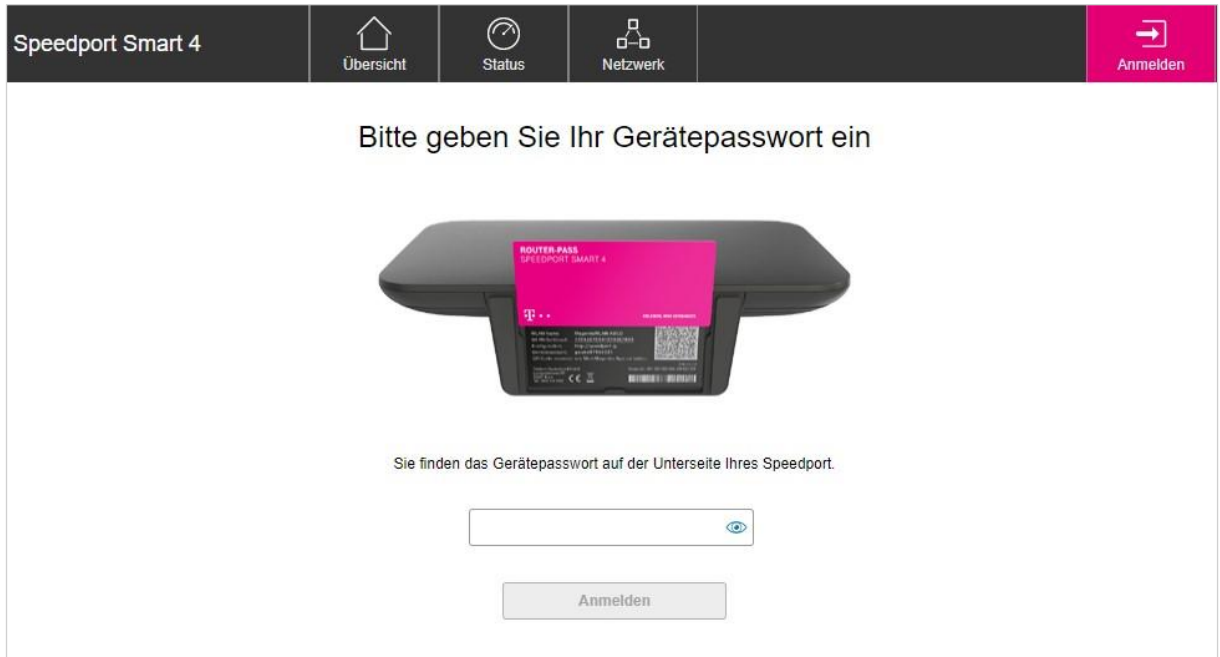 Speedport Smart 4
Übersicht
Status
Netzwerk
Anmelden
Bitte geben Sie Ihr Gerätepasswort ein
ROUTER-PASS
SPEEDPORT SMART 4
Sie finden das Gerätepasswort auf der Unterseite Ihres Speedport.
Anmelden